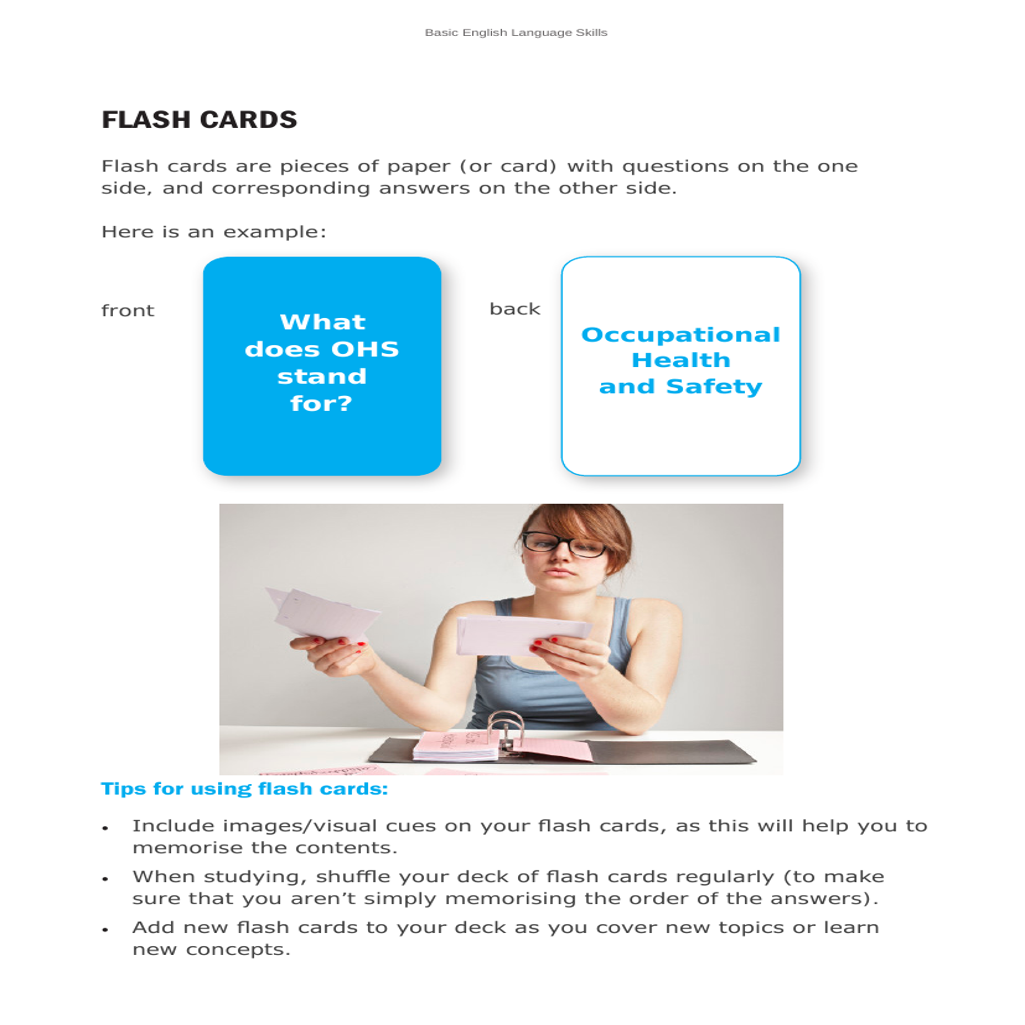 Basic English Language Skills
FLASH CARDS
Flash cards are pieces of paper (or card) with questions on the one
side, and corresponding answers on the other side.
Here is an example:
front
What
does OHS
stand
for?
back
Occupational
Health
and Safety
Tips for using flash cards:
• Include images/visual cues on your flash cards, as this will help you to
memorise the contents.
• When studying, shuffle your deck of flash cards regularly (to make
sure that you aren’t simply memorising the order of the answers).
• Add new flash cards to your deck as you cover new topics or learn
new concepts.